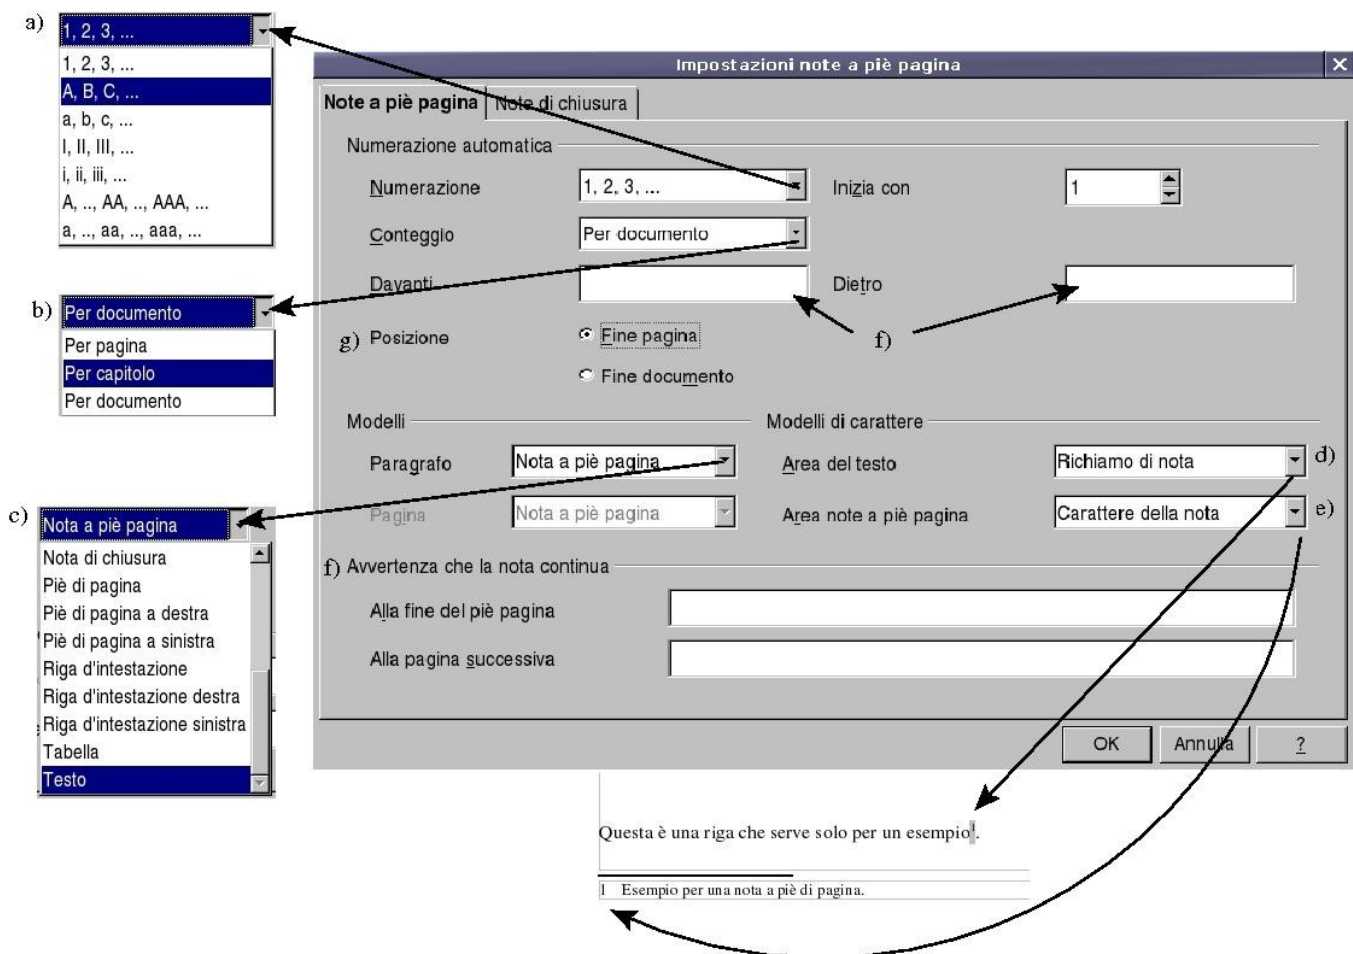 a)
1, 2, 3, ...
1, 2, 3, ...
A, B, C, ...
a, b, c, ...
I, II, III, ...
i, ii, iii, ...
A, .., AA, .., AAA, ...
a, .., aa, .., aaa, ...
b)
Per documento
Per pagina
Per capitolo
Per documento
c)
Nota a piè pagina
Nota di chiusura
Piè di pagina
Piè di pagina a destra
Piè di pagina a sinistra
Riga d'intestazione
Riga d'intestazione destra
Riga d'intestazione sinistra
Tabella
Testo
Impostazioni note a piè pagina
Note a piè pagina Note di chiusura
Numerazione automatica
Numerazione 1, 2, 3, ... Inizia con 1
Conteggio Per documento
Davanti Dietro
f)
g) Posizione Fine pagina
Fine documento
Modelli Modelli di carattere
Paragrafo Nota a piè pagina Area del testo Richiamo di nota d)
Pagina Nota a piè pagina Area note a piè pagina Carattere della nota e)
f) Avvertenza che la nota continua
Alla fine del piè pagina
Alla pagina successiva
OK Annulla ?
Questa è una riga che serve solo per un esempio1.
1 Esempio per una nota a piè di pagina.